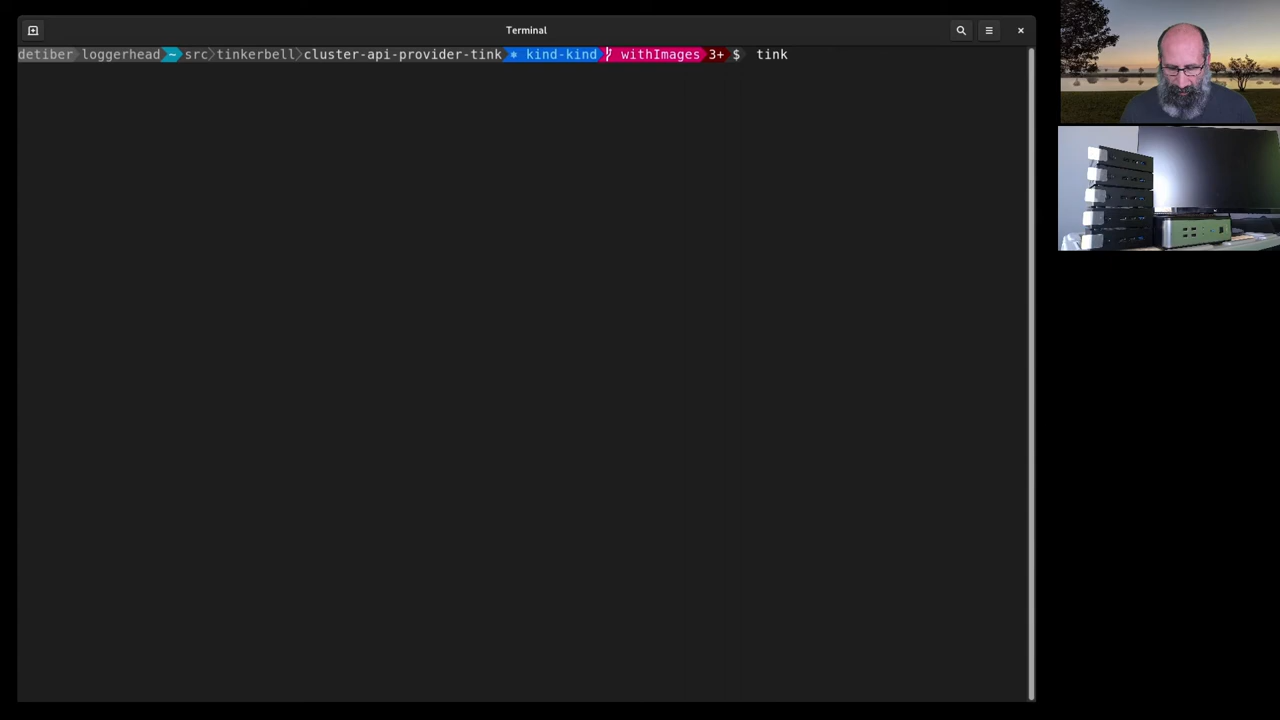 Terminal
detiber loggerhead ~ src tinkerbell cluster-api-provider-tink ⎈ kind-kind withImages 3+ $ tink